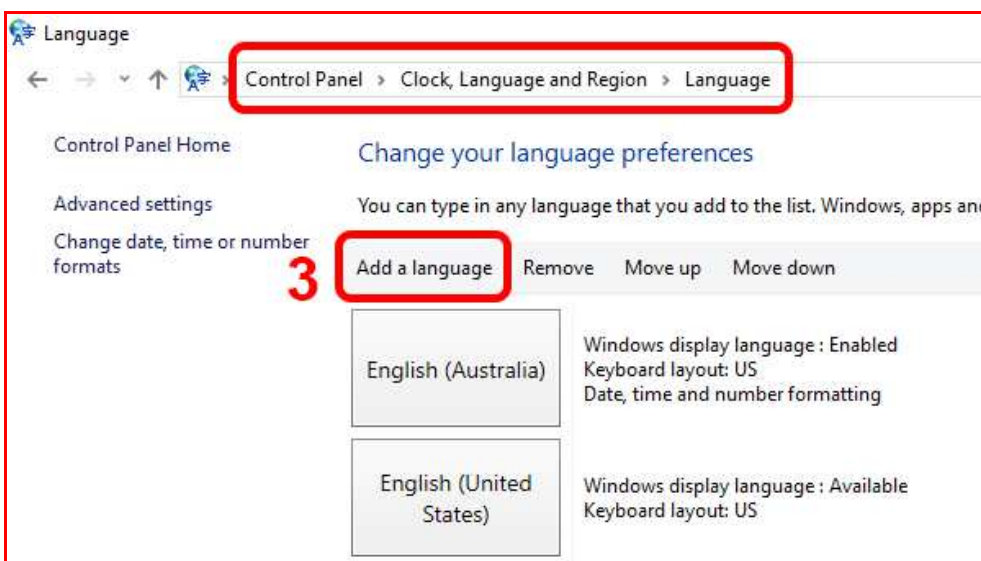 Language
Control Panel > Clock, Language and Region > Language
Control Panel Home
Advanced settings
Change date, time or number
formats
3
Change your language preferences
You can type in any language that you add to the list. Windows, apps and
Add a language Remove Move up Move down
English (Australia)
Windows display language : Enabled
Keyboard layout: US
Date, time and number formatting
English (United
States)
Windows display language : Available
Keyboard layout: US